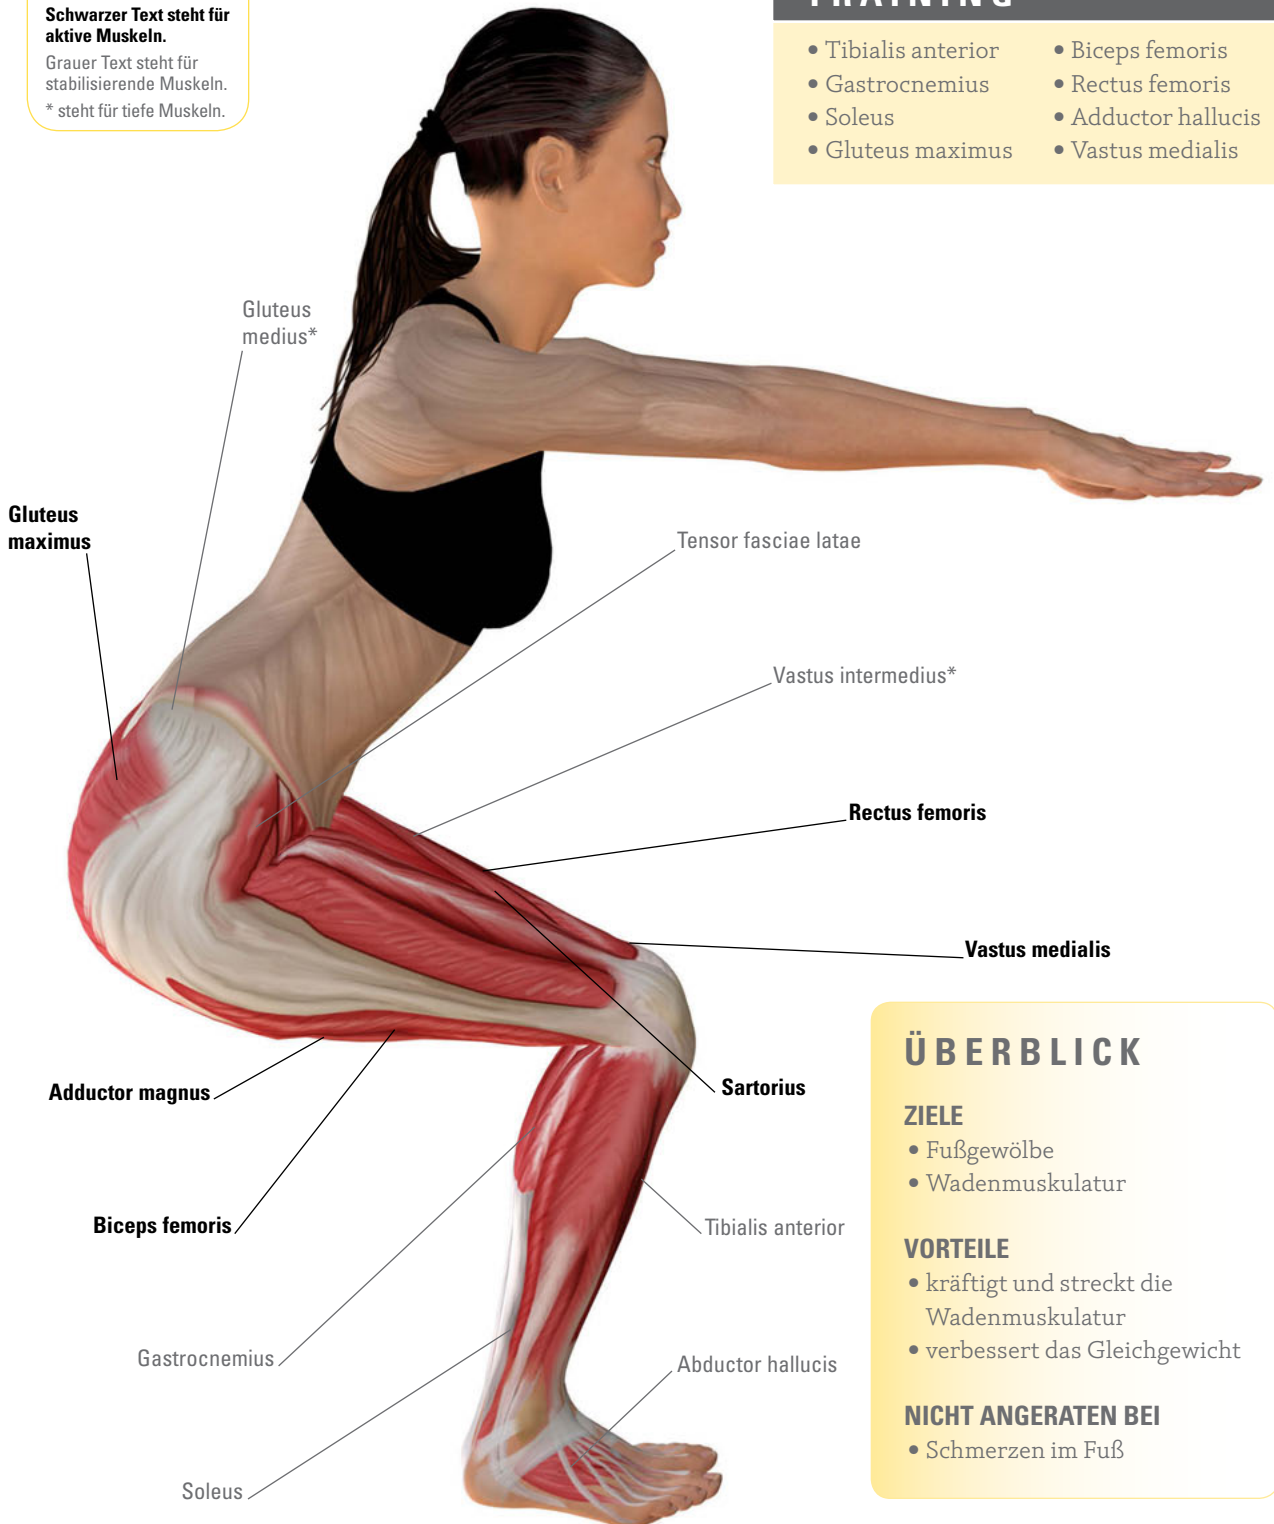 Schwarzer Text steht für
aktive Muskeln.
Grauer Text steht für
stabilisierende Muskeln.
* steht für tiefe Muskeln.
TRAINING
• Tibialis anterior
• Gastrocnemius
• Soleus
• Gluteus maximus
• Biceps femoris
• Rectus femoris
• Adductor hallucis
• Vastus medialis
Gluteus
medius*
Gluteus
maximus
Tensor fasciae latae
Vastus intermedius*
Rectus femoris
Vastus medialis
Adductor magnus
Sartorius
Biceps femoris
Tibialis anterior
Gastrocnemius
Abductor hallucis
Soleus
ÜBERBLICK
ZIELE
• Fußgewölbe
• Wadenmuskulatur
VORTEILE
• kräftigt und streckt die
Wadenmuskulatur
• verbessert das Gleichgewicht
NICHT ANGERATEN BEI
• Schmerzen im Fuß